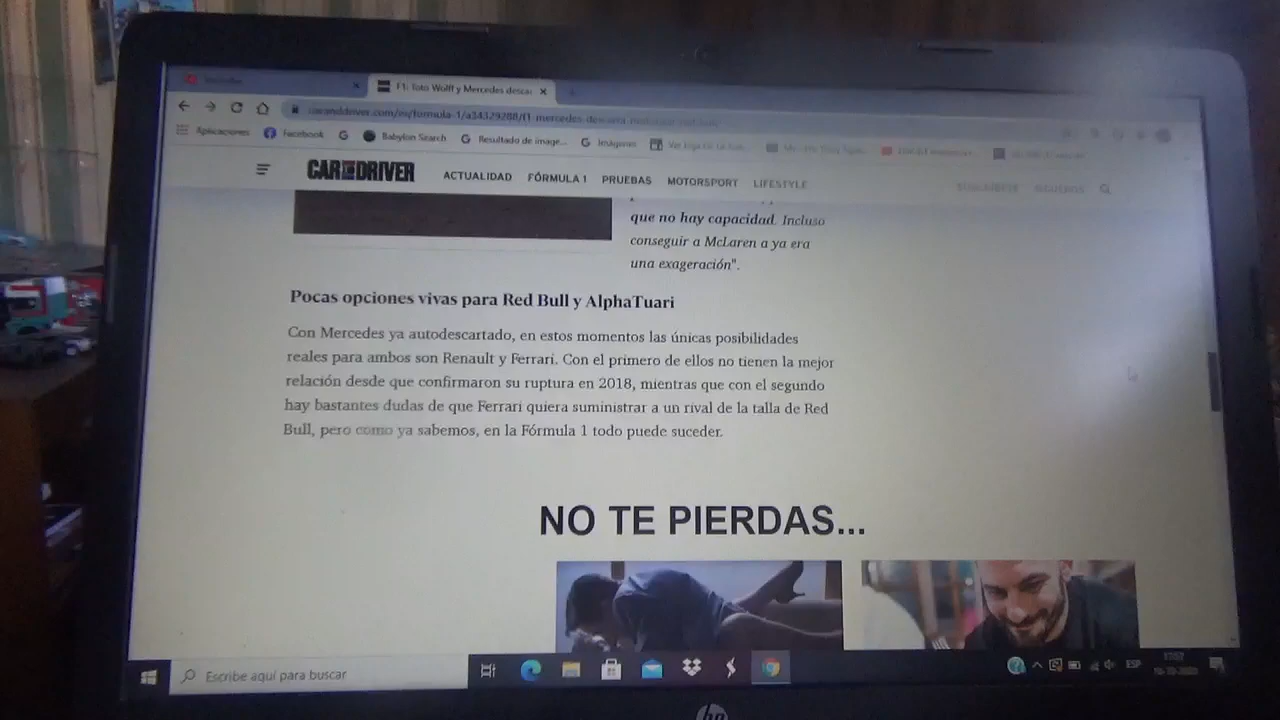 F1: Toto Wolff y Mercedes descar
Aplicaciones Facebook Babylon Search Resultado de image... Imágenes
CAR AND DRIVER ACTUALIDAD FÓRMULA 1 PRUEBAS MOTORSPORT LIFESTYLE
que no hay capacidad. Incluso
conseguir a McLaren a ya era
una exageración".
Pocas opciones vivas para Red Bull y AlphaTuari
Con Mercedes ya autodescartado, en estos momentos las únicas posibilidades
reales para ambos son Renault y Ferrari. Con el primero de ellos no tienen la mejor
relación desde que confirmaron su ruptura en 2018, mientras que con el segundo
hay bastantes dudas de que Ferrari quiera suministrar a un rival de la talla de Red
Bull, pero como ya sabemos, en la Fórmula 1 todo puede suceder.
NO TE PIERDAS...
Escribe aquí para buscar
ESP
17:57
hp